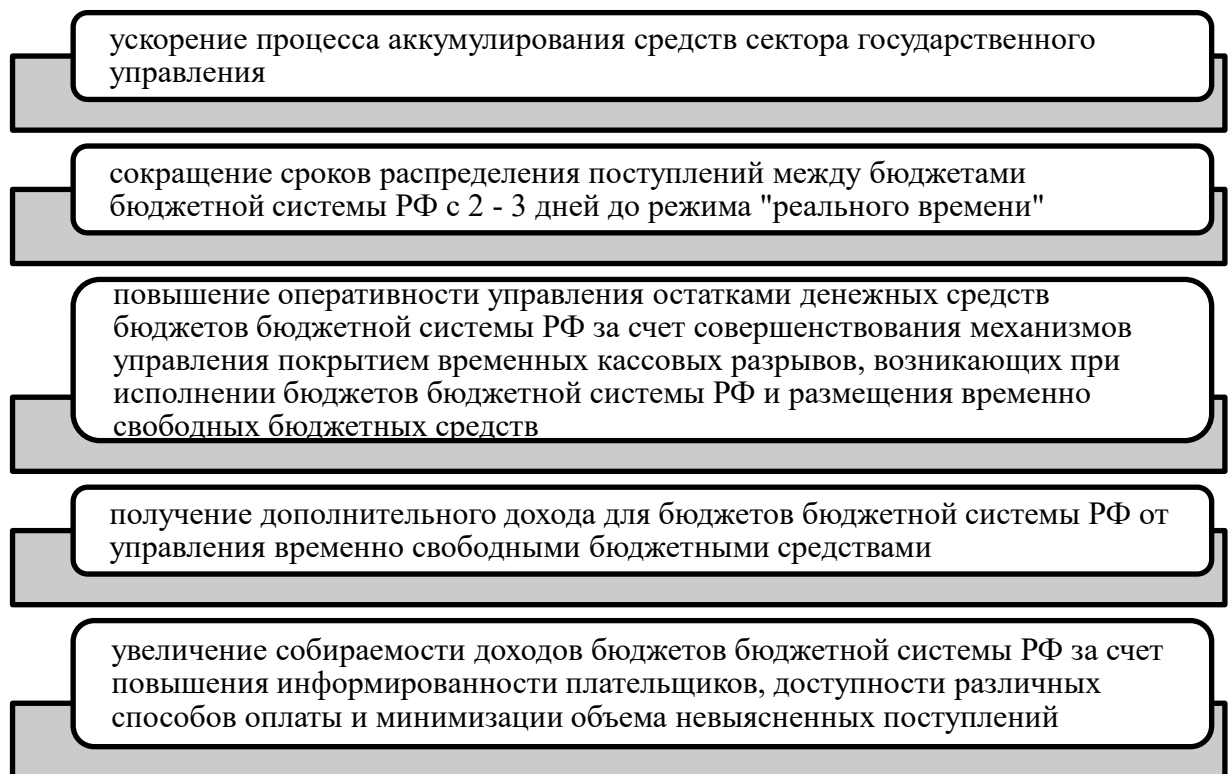 ускорение процесса аккумулирования средств сектора государственного
управления
сокращение сроков распределения поступлений между бюджетами
бюджетной системы РФ с 2 - 3 дней до режима "реального времени"
повышение оперативности управления остатками денежных средств
бюджетов бюджетной системы РФ за счет совершенствования механизмов
управления покрытием временных кассовых разрывов, возникающих при
исполнении бюджетов бюджетной системы РФ и размещения временно
свободных бюджетных средств
получение дополнительного дохода для бюджетов бюджетной системы РФ от
управления временно свободными бюджетными средствами
увеличение собираемости доходов бюджетов бюджетной системы РФ за счет
повышения информированности плательщиков, доступности различных
способов оплаты и минимизации объема невыясненных поступлений